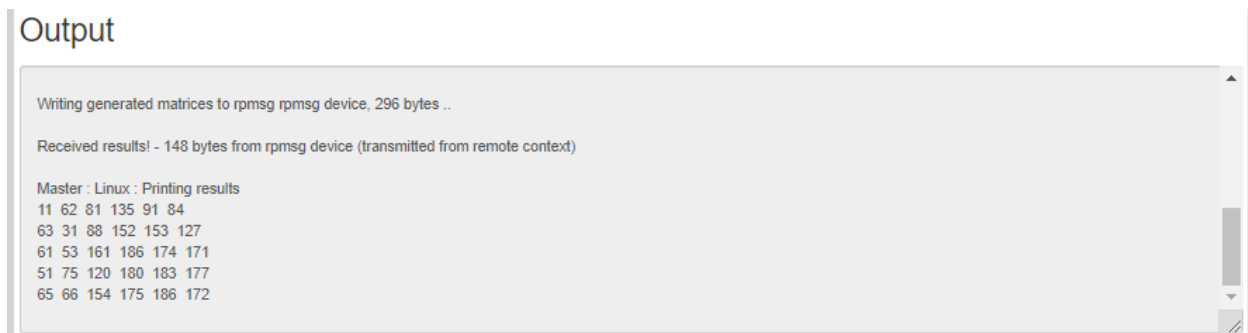 Output
Writing generated matrices to rpmsg rpmsg device, 296 bytes ..
Received results! - 148 bytes from rpmsg device (transmitted from remote context)
Master : Linux : Printing results
11 62 81 135 91 84
63 31 88 152 153 127
61 53 161 186 174 171
51 75 120 180 183 177
65 66 154 175 186 172